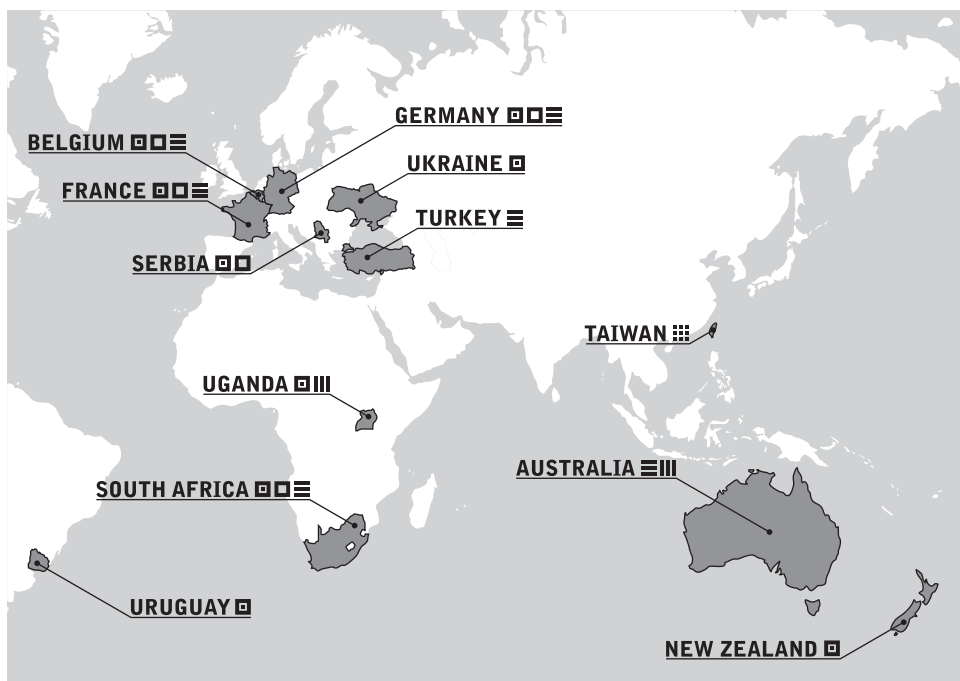 GERMANY
BELGIUM
UKRAINE
FRANCE
TURKEY
SERBIA
TAIWAN
UGANDA
AUSTRALIA
SOUTH AFRICA
URUGUAY
NEW ZEALAND